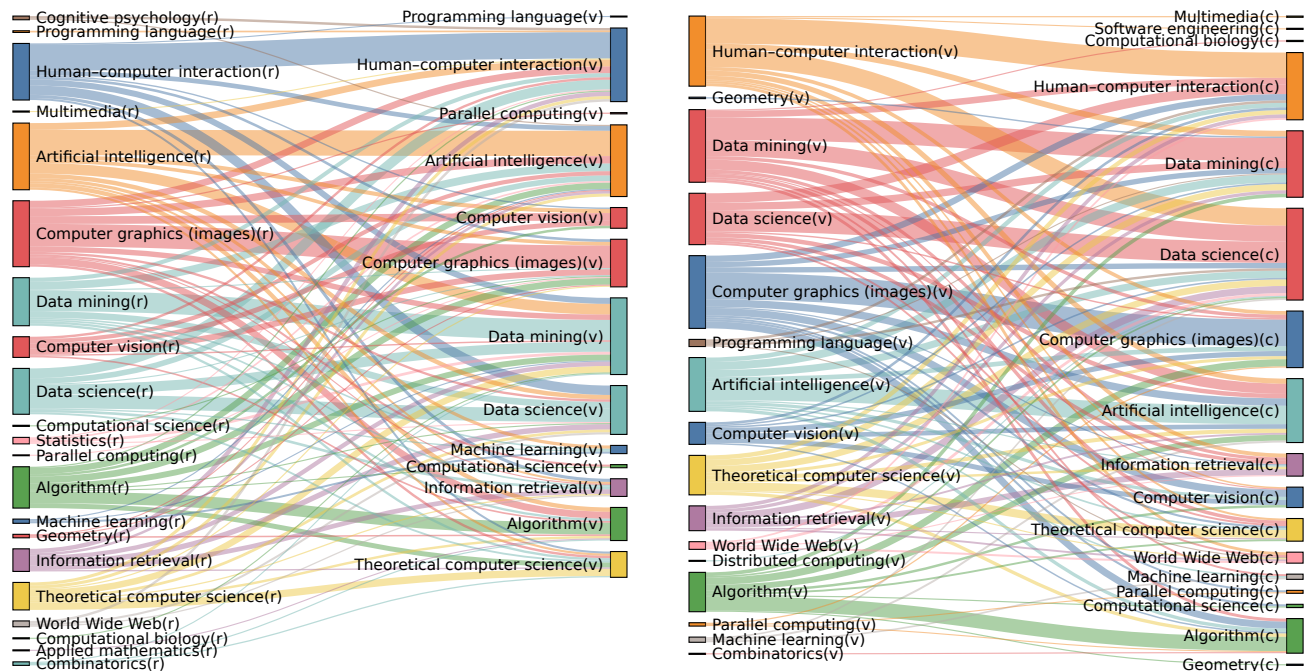 Cognitive psychology(r)
Programming language(r)
Human–computer interaction(r)
Multimedia(r)
Artificial intelligence(r)
Computer graphics (images)(r)
Data mining(r)
Computer vision(r)
Data science(r)
Computational science(r)
Statistics(r)
Parallel computing(r)
Algorithm(r)
Machine learning(r)
Geometry(r)
Information retrieval(r)
Theoretical computer science(r)
World Wide Web(r)
Computational biology(r)
Applied mathematics(r)
Combinatorics(r)
Programming language(v)
Human–computer interaction(v)
Parallel computing(v)
Artificial intelligence(v)
Computer vision(v)
Computer graphics (images)(v)
Data mining(v)
Data science(v)
Machine learning(v)
Computational science(v)
Information retrieval(v)
Algorithm(v)
Theoretical computer science(v)
Human–computer interaction(v)
Geometry(v)
Data mining(v)
Data science(v)
Computer graphics (images)(v)
Programming language(v)
Artificial intelligence(v)
Computer vision(v)
Theoretical computer science(v)
Information retrieval(v)
World Wide Web(v)
Distributed computing(v)
Algorithm(v)
Parallel computing(v)
Machine learning(v)
Combinatorics(v)
Multimedia(c)
Software engineering(c)
Computational biology(c)
Human–computer interaction(c)
Data mining(c)
Data science(c)
Computer graphics (images)(c)
Artificial intelligence(c)
Information retrieval(c)
Computer vision(c)
Theoretical computer science(c)
World Wide Web(c)
Machine learning(c)
Parallel computing(c)
Computational science(c)
Algorithm(c)
Geometry(c)